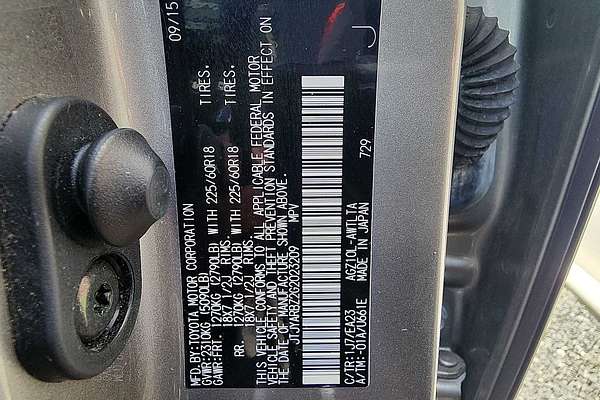 MFD.BY:TOYOTA MOTOR CORPORATION 09/15
GVWR:2310KG (5090LB)
GAWR:FRT. 1270KG (2790LB) WITH 225/60R18 TIRES.
18X7 1/2J RIMS.
RR. 1270KG (2790LB) WITH 225/60R18 TIRES.
18X7 1/2J RIMS.
THIS VEHICLE CONFORMS TO ALL APPLICABLE FEDERAL MOTOR
VEHICLE SAFETY AND THEFT PREVENTION STANDARDS IN EFFECT ON
THE DATE OF MANUFACTURE SHOWN ABOVE.
JTJYARBZ2G2025209 MPV
J
729
C/TR:1J7/EA23 AGZ10L-AWTLTA
A/TM:-01A/U661E MADE IN JAPAN